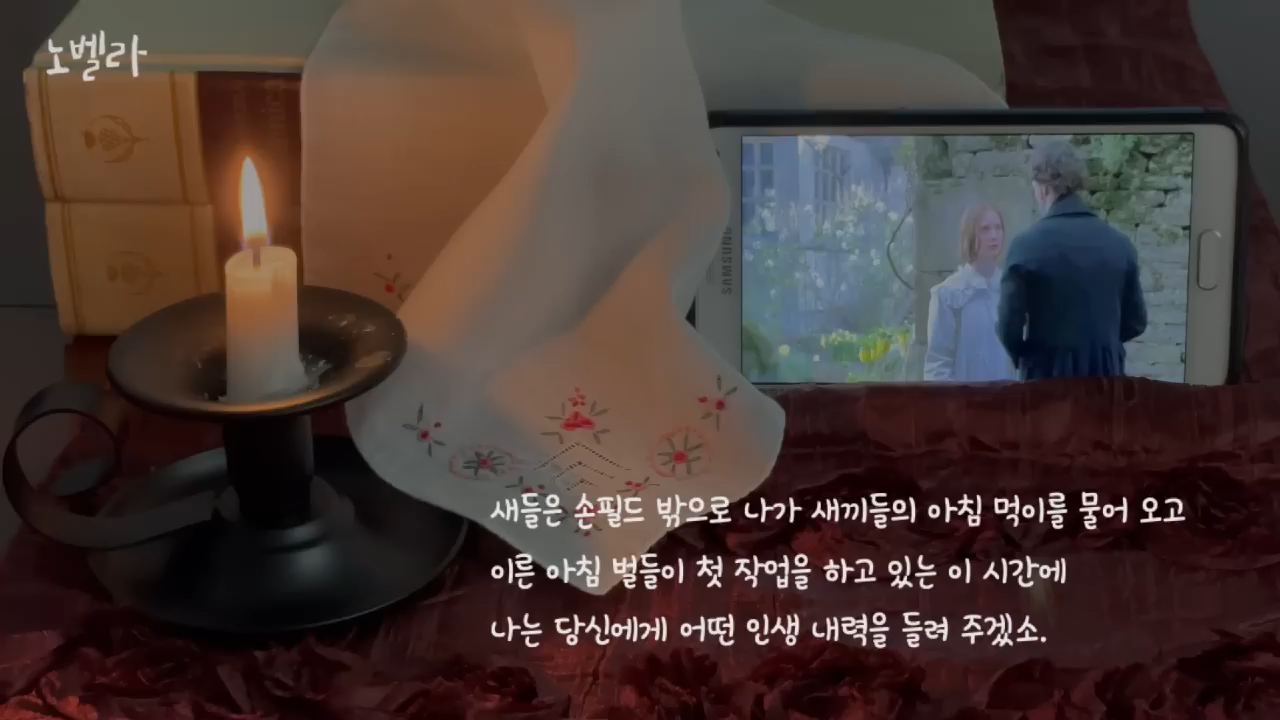 노벨라
SAMSUNG
새들은 손필드 밖으로 나가 새끼들의 아침 먹이를 물어 오고
이른 아침 벌들이 첫 작업을 하고 있는 이 시간에
나는 당신에게 어떤 인생 내력을 들려 주겠소.